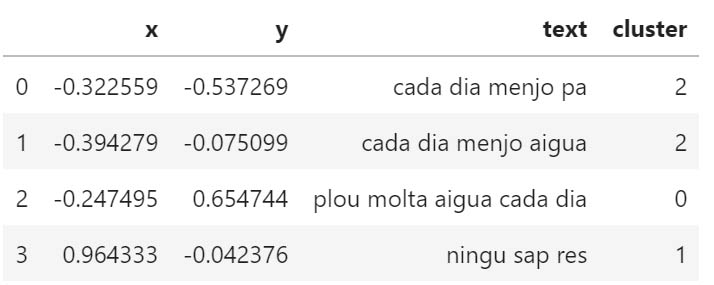 x y text cluster
0 -0.322559 -0.537269 cada dia menjo pa 2
1 -0.394279 -0.075099 cada dia menjo aigua 2
2 -0.247495 0.654744 plou molta aigua cada dia 0
3 0.964333 -0.042376 ningu sap res 1